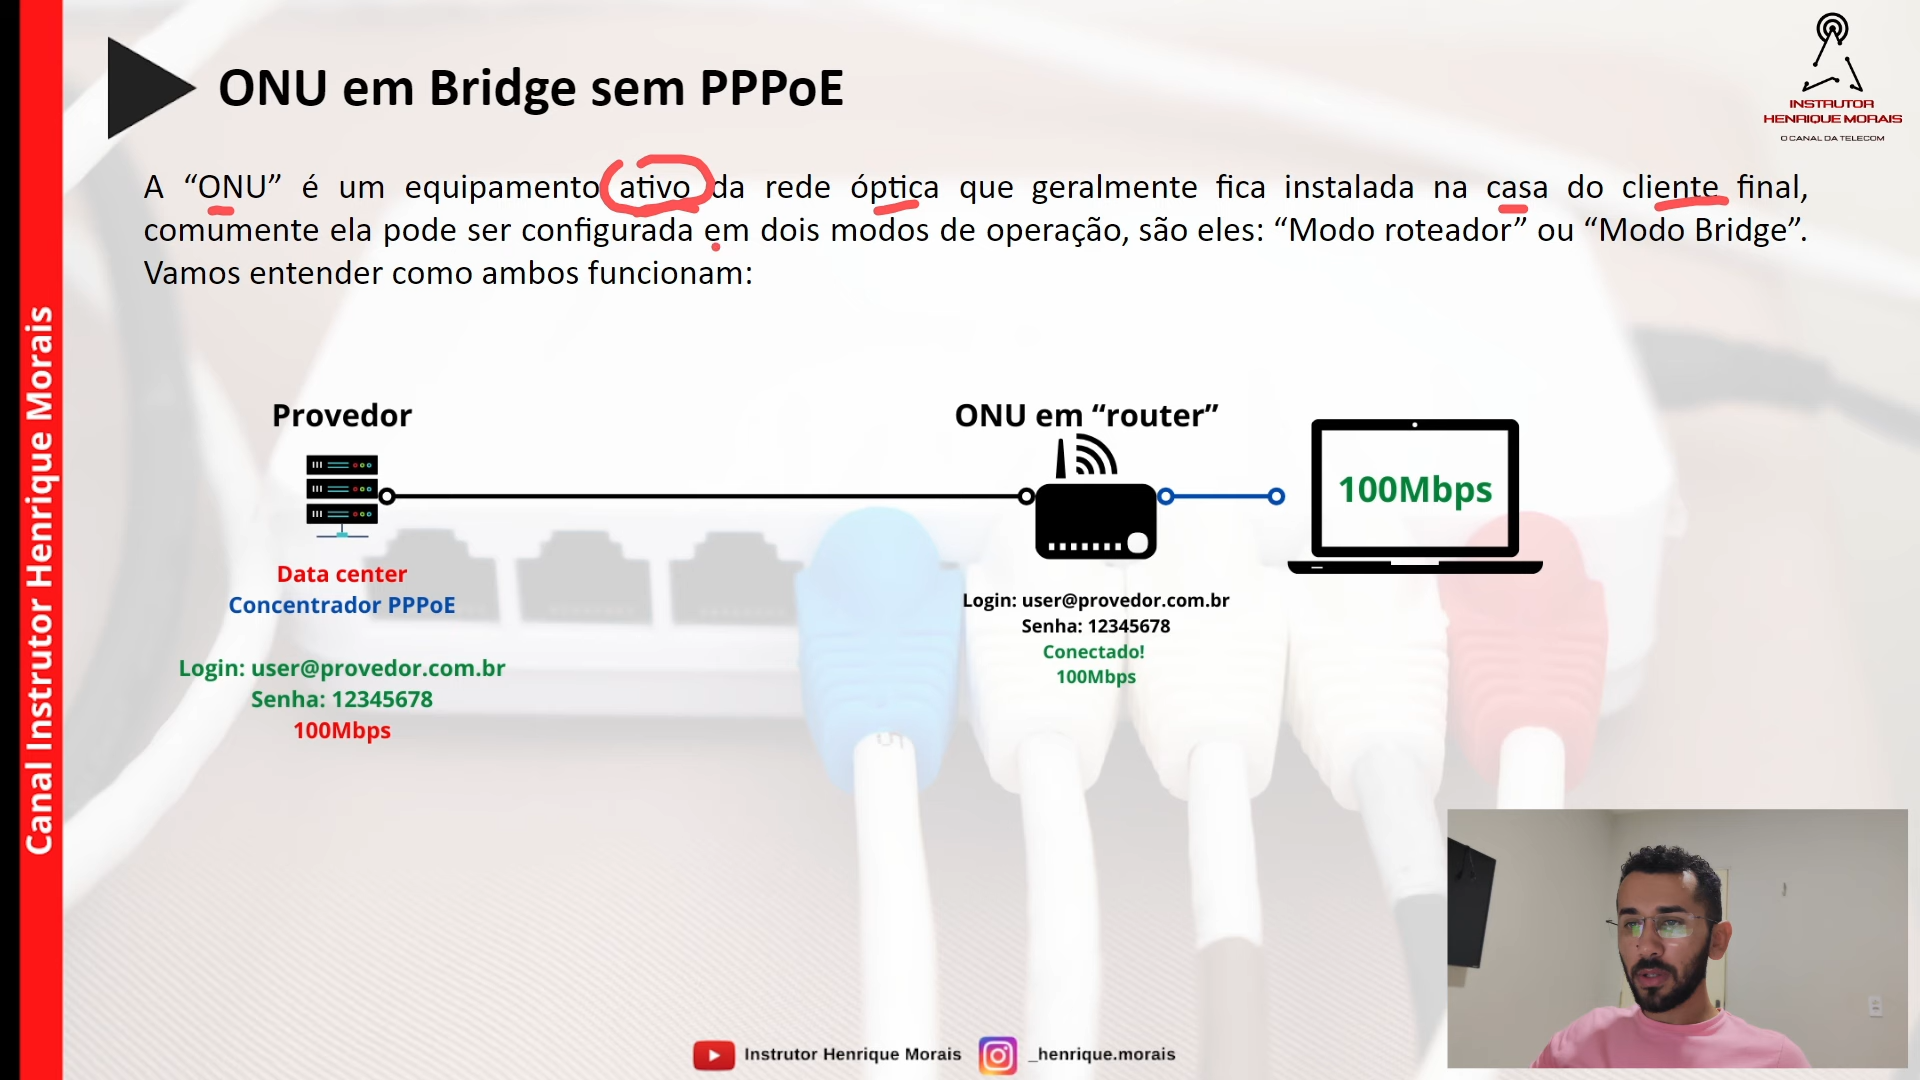 ONU em Bridge sem PPPoE
INSTRUTOR
HENRIQUE MORAIS
O CANAL DA TELECOM
A “ONU” é um equipamento ativo da rede óptica que geralmente fica instalada na casa do cliente final,
comumente ela pode ser configurada em dois modos de operação, são eles: “Modo roteador” ou “Modo Bridge”.
Vamos entender como ambos funcionam:
Canal Instrutor Henrique Morais
Provedor
ONU em “router”
100Mbps
Data center
Concentrador PPPoE
Login: user@provedor.com.br
Senha: 12345678
Conectado!
100Mbps
Login: user@provedor.com.br
Senha: 12345678
100Mbps
Instrutor Henrique Morais
_henrique.morais